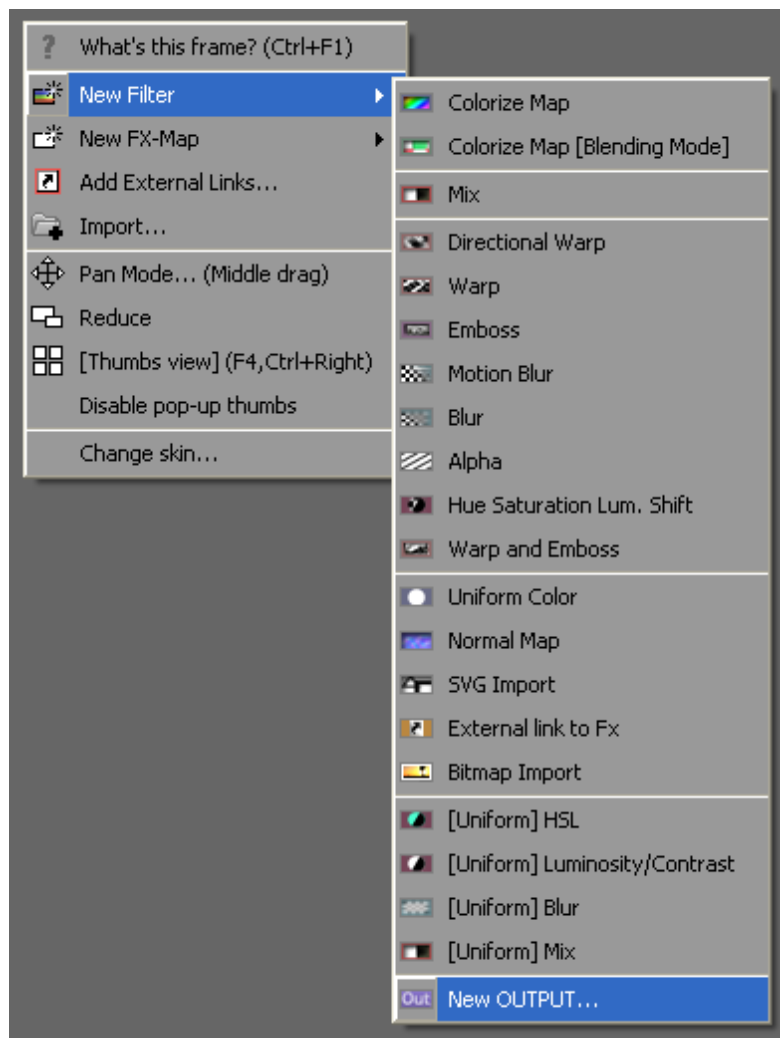 What's this frame? (Ctrl+F1)
New Filter
New FX-Map
Add External Links...
Import...
Pan Mode... (Middle drag)
Reduce
[Thumbs view] (F4,Ctrl+Right)
Disable pop-up thumbs
Change skin...
Colorize Map
Colorize Map [Blending Mode]
Mix
Directional Warp
Warp
Emboss
Motion Blur
Blur
Alpha
Hue Saturation Lum. Shift
Warp and Emboss
Uniform Color
Normal Map
SVG Import
External link to Fx
Bitmap Import
[Uniform] HSL
[Uniform] Luminosity/Contrast
[Uniform] Blur
[Uniform] Mix
Out New OUTPUT...